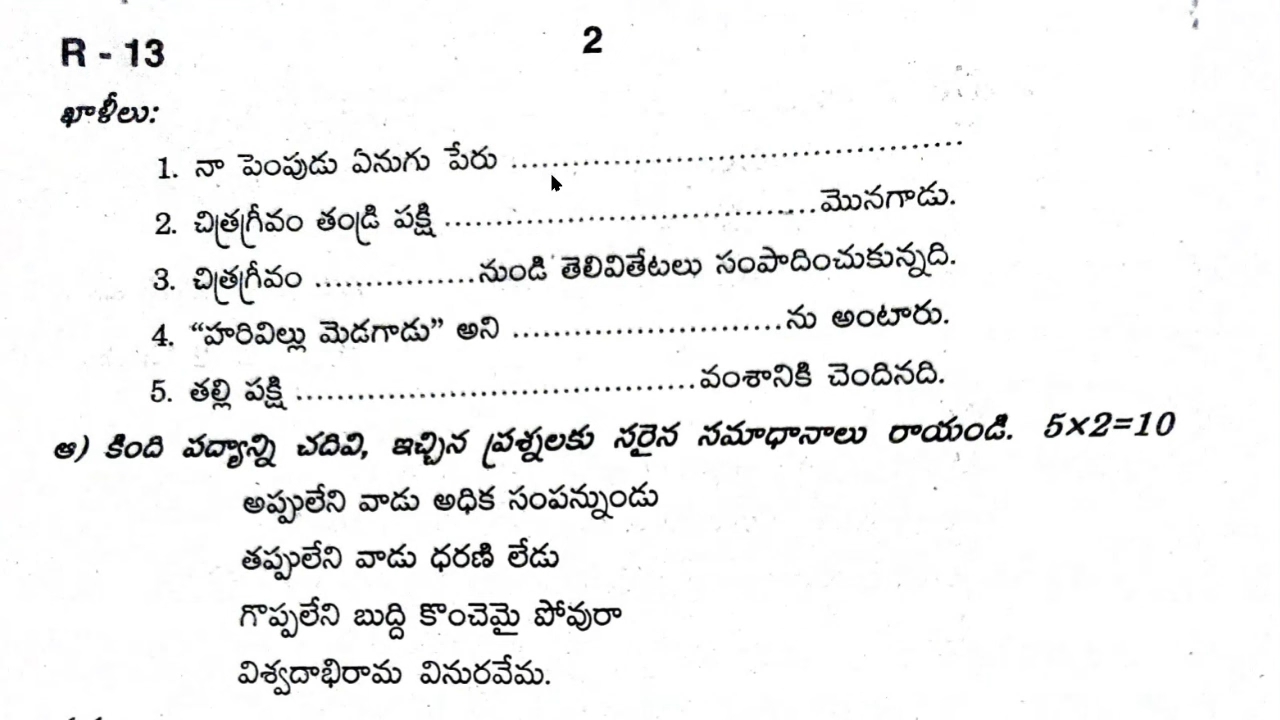 R - 13
2
ఖాళీలు:
1. నా పెంపుడు ఏనుగు పేరు ................................................
2. చిత్రగ్రీవం తండ్రి పక్షి ........................................మొనగాడు.
3. చిత్రగ్రీవం ................నుండి తెలివితేటలు సంపాదించుకున్నది.
4. “హరివిల్లు మెడగాడు” అని ............................ను అంటారు.
5. తల్లి పక్షి ..........................................వంశానికి చెందినది.
ఆ) కింది పద్యాన్ని చదివి, ఇచ్చిన ప్రశ్నలకు సరైన సమాధానాలు రాయండి. 5×2=10
అప్పులేని వాడు అధిక సంపన్నుండు
తప్పులేని వాడు ధరణి లేడు
గొప్పలేని బుద్ది కొంచెమై పోవురా
విశ్వదాభిరామ వినురవేమ.